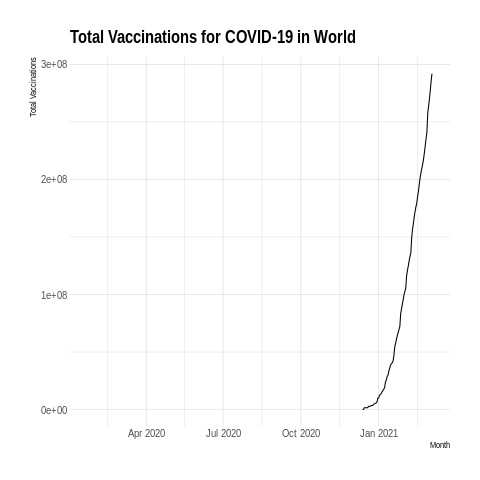 Total Vaccinations for COVID-19 in World
Total Vaccinations
3e+08
2e+08
1e+08
0e+00
Apr 2020 Jul 2020 Oct 2020 Jan 2021
Month